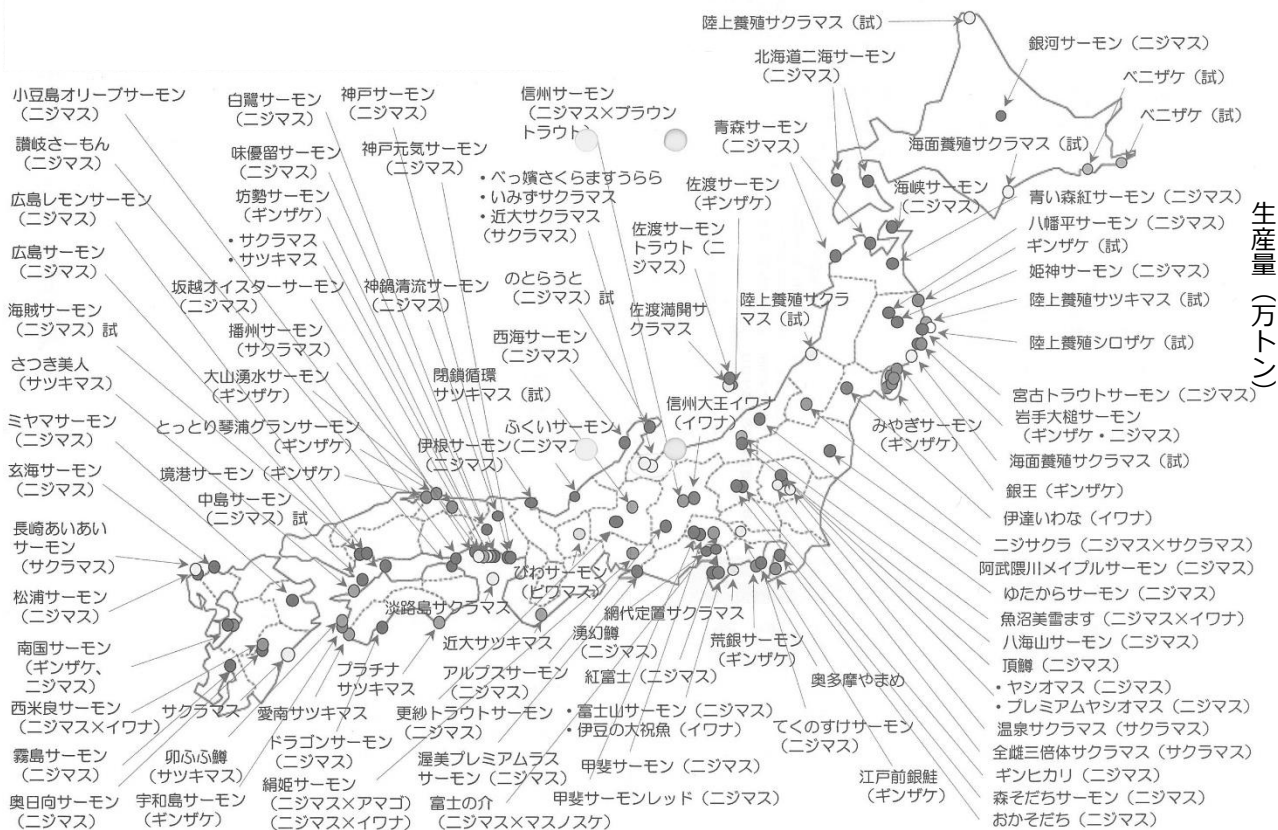 陸上養殖サクラマス（試）
銀河サーモン（ニジマス）
北海道二海サーモン
（ニジマス）
ベニザケ（試）
ベニザケ（試）
小豆島オリーブサーモン
（ニジマス）
白鷺サーモン
（ニジマス）
神戸サーモン
（ニジマス）
信州サーモン
（ニジマス×ブラウン
トラウト）
青森サーモン
（ニジマス）
海面養殖サクラマス（試）
讃岐さーもん
（ニジマス）
味優留サーモン
（ニジマス）
神戸元気サーモン
（ニジマス）
・べっ嬪さくらますうらら
・いみずサクラマス
・近大サクラマス
（サクラマス）
佐渡サーモン
（ギンザケ）
海峡サーモン
（ニジマス）
青い森紅サーモン（ニジマス）
八幡平サーモン（ニジマス）
ギンザケ（試）
姫神サーモン（ニジマス）
陸上養殖サツキマス（試）
陸上養殖シロザケ（試）
生産量（万トン）
広島レモンサーモン
（ニジマス）
坊勢サーモン
（ギンザケ）
・サクラマス
・サツキマス
佐渡サーモン
トラウト（ニ
ジマス）
広島サーモン
（ニジマス）
坂越オイスターサーモン
（ニジマス）
神鍋清流サーモン
（ニジマス）
のとらうと
（ニジマス）試
佐渡満開サ
クラマス
陸上養殖サクラ
マス（試）
海賊サーモン
（ニジマス）試
播州サーモン
（サクラマス）
西海サーモン
（ニジマス）
さつき美人
（サツキマス）
大山湧水サーモン
（ギンザケ）
閉鎖循環
サツキマス（試）
信州大王イワナ
（イワナ）
宮古トラウトサーモン（ニジマス）
岩手大槌サーモン
（ギンザケ・ニジマス）
海面養殖サクラマス（試）
ミヤマサーモン
（ニジマス）
とっとり琴浦グランサーモン
（ギンザケ）
伊根サーモン
（ニジマス）
ふくいサーモン
（ニジマス）
みやぎサーモン
（ギンザケ）
玄海サーモン
（ニジマス）
境港サーモン（ギンザケ）
銀王（ギンザケ）
中島サーモン
（ニジマス）試
伊達いわな（イワナ）
長崎あいあい
サーモン
（サクラマス）
ニジサクラ（ニジマス×サクラマス）
阿武隈川メイプルサーモン（ニジマス）
びわサーモン
（ビワマス）
ゆたからサーモン（ニジマス）
松浦サーモン
（ニジマス）
淡路島サクラマス
網代定置サクラマス
魚沼美雪ます（ニジマス×イワナ）
八海山サーモン（ニジマス）
南国サーモン
（ギンザケ、
ニジマス）
近大サツキマス
湧幻鱒
（ニジマス）
荒銀サーモン
（ギンザケ）
頂鱒（ニジマス）
プラチナ
サツキマス
アルプスサーモン
（ニジマス）
紅富士（ニジマス）
奥多摩やまめ
・ヤシオマス（ニジマス）
・プレミアムヤシオマス（ニジマス）
西米良サーモン
（ニジマス×イワナ）
サクラマス
愛南サツキマス
更紗トラウトサーモン
（ニジマス）
・富士山サーモン（ニジマス）
・伊豆の大祝魚（イワナ）
てくのすけサーモン
（ニジマス）
温泉サクラマス（サクラマス）
霧島サーモン
（ニジマス）
卯ふふ鱒
（サツキマス）
ドラゴンサーモン
（ニジマス）
渥美プレミアムラス
サーモン（ニジマス）
甲斐サーモン（ニジマス）
江戸前銀鮭
（ギンザケ）
全雌三倍体サクラマス（サクラマス）
ギンヒカリ（ニジマス）
奥日向サーモン
（ニジマス）
宇和島サーモン
（ギンザケ）
絹姫サーモン
（ニジマス×アマゴ）
（ニジマス×イワナ）
富士の介
（ニジマス×マスノスケ）
甲斐サーモンレッド（ニジマス）
森そだちサーモン（ニジマス）
おかそだち（ニジマス）